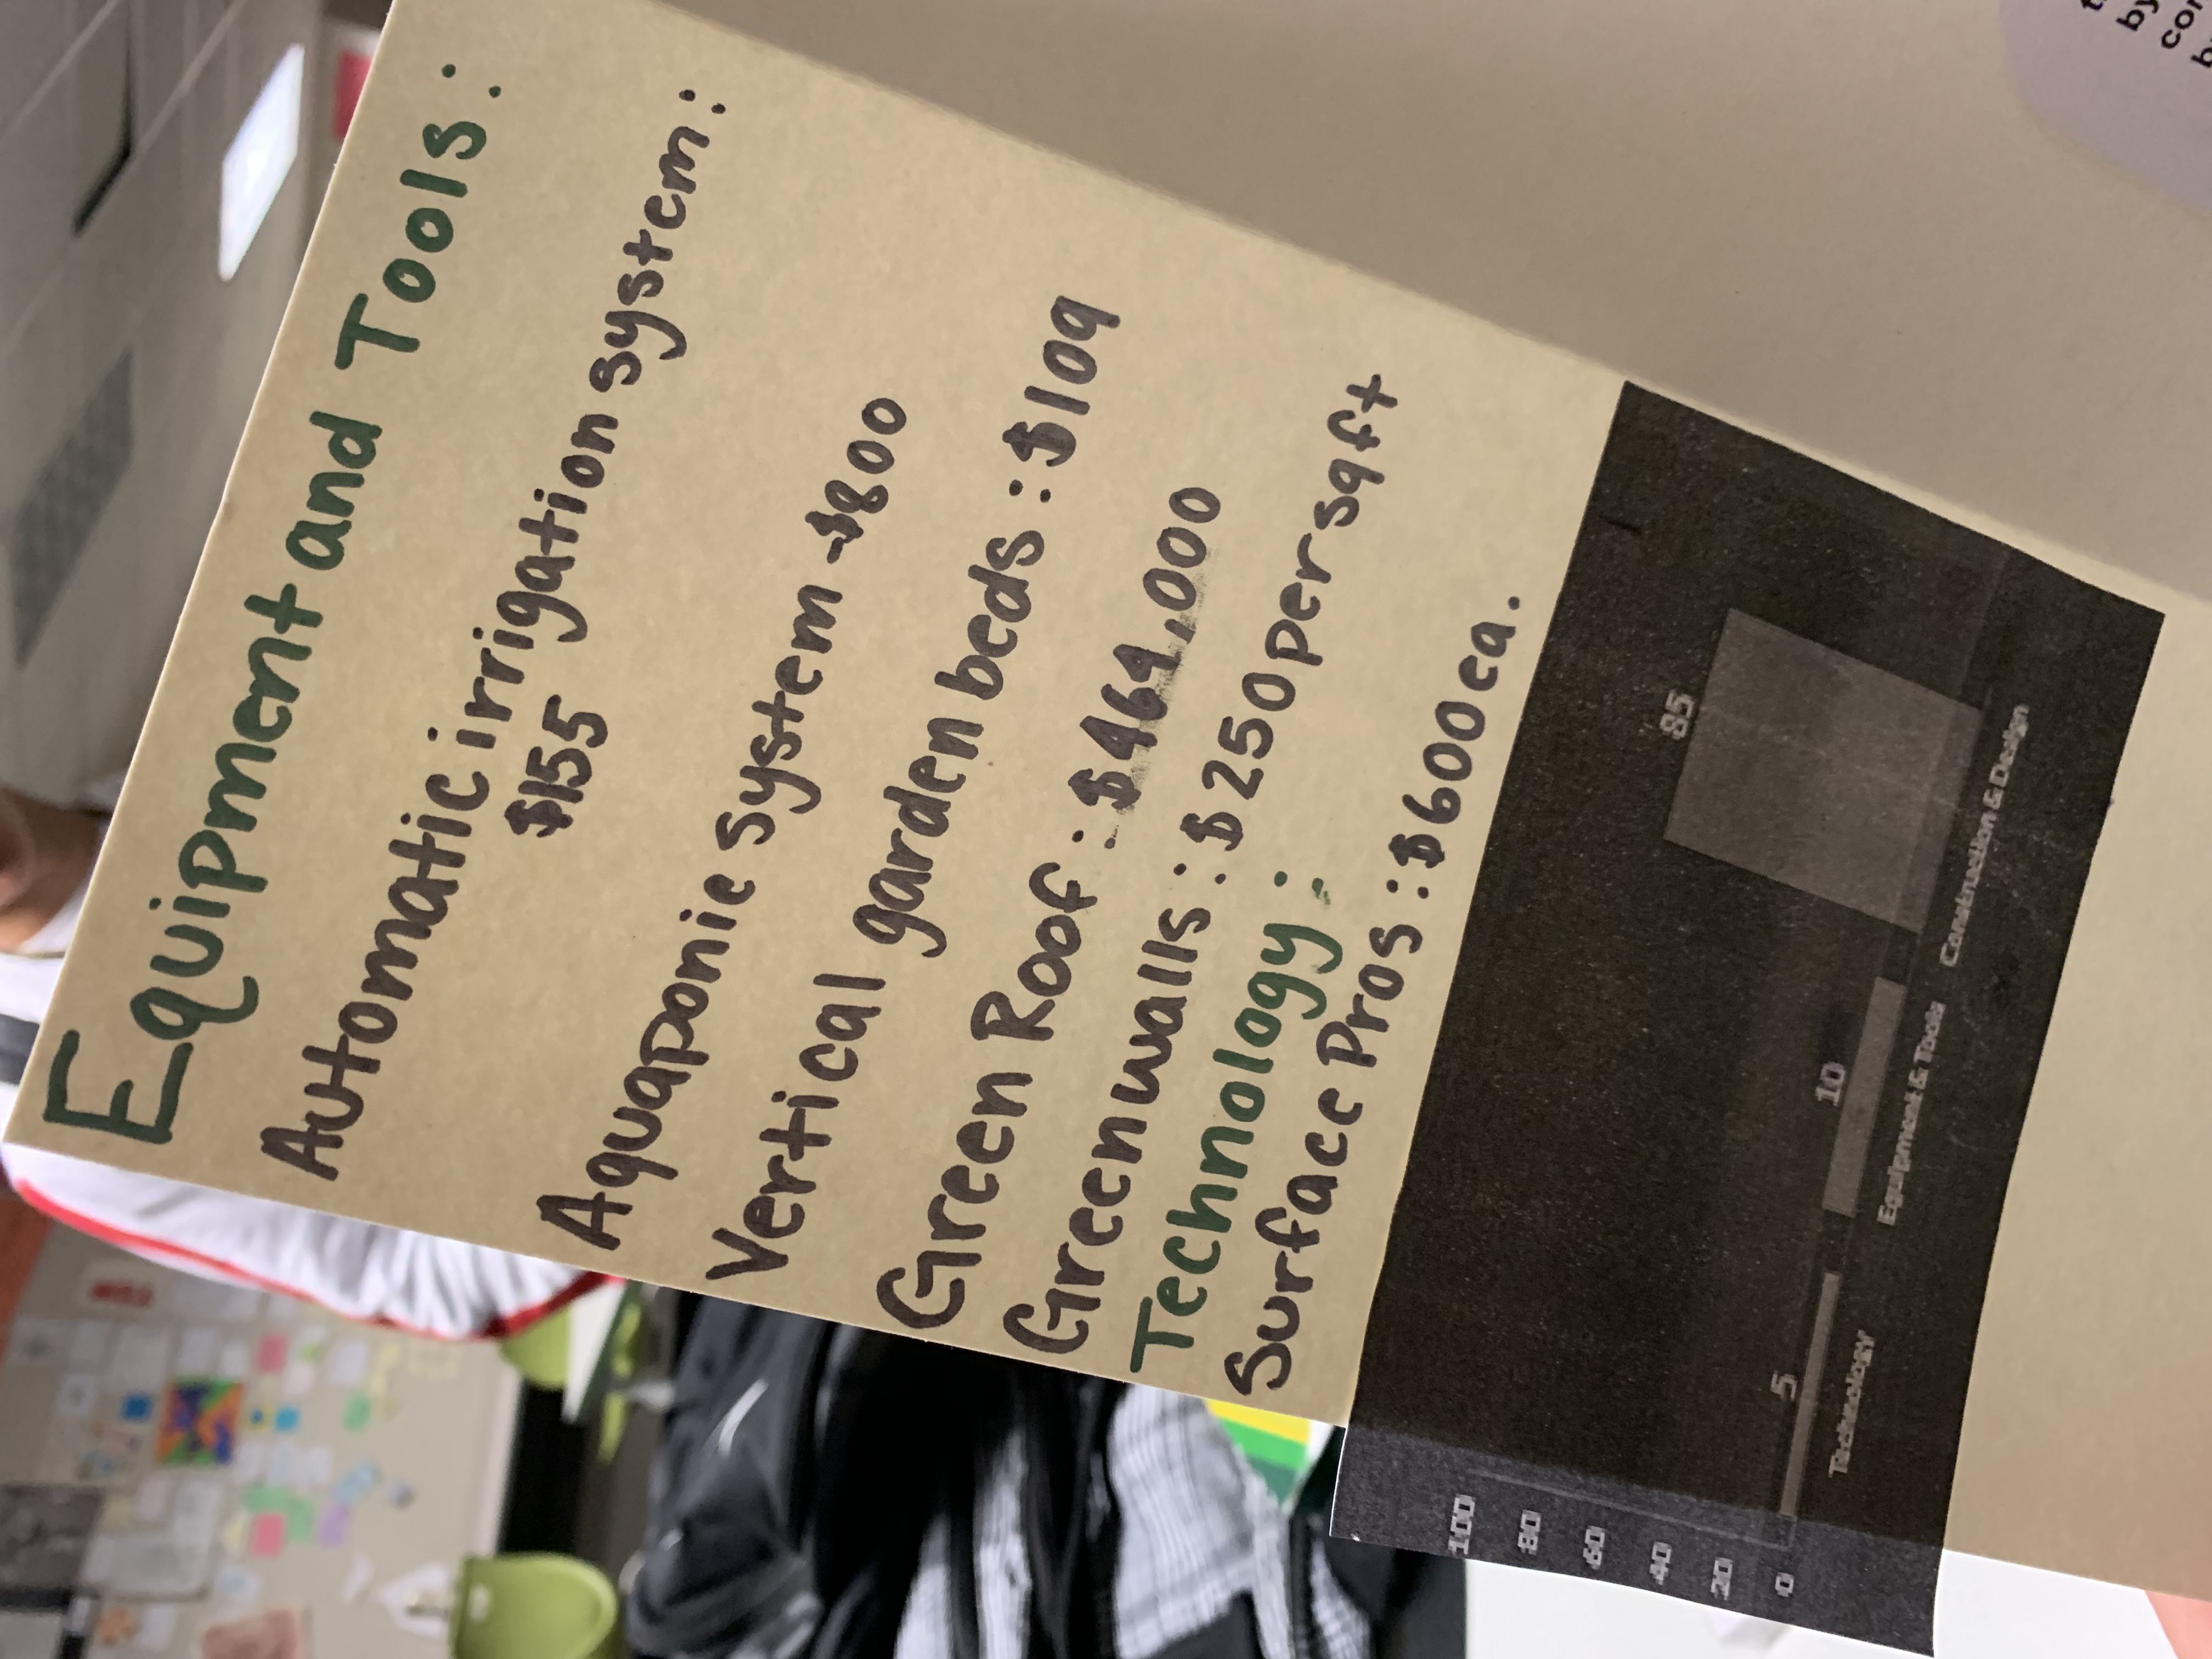 Equipment and Tools:
Automatic irrigation system:
$155
Aquaponic system -$800
Vertical garden beds: $109
Green Roof: $464,000
Greenwalls: $250 per sqft
Technology:
Surface Pros: $600 ea.
100
80
60
40
20
0
5
10
85
Technology
Equipment & Tools
Construction & Design
by